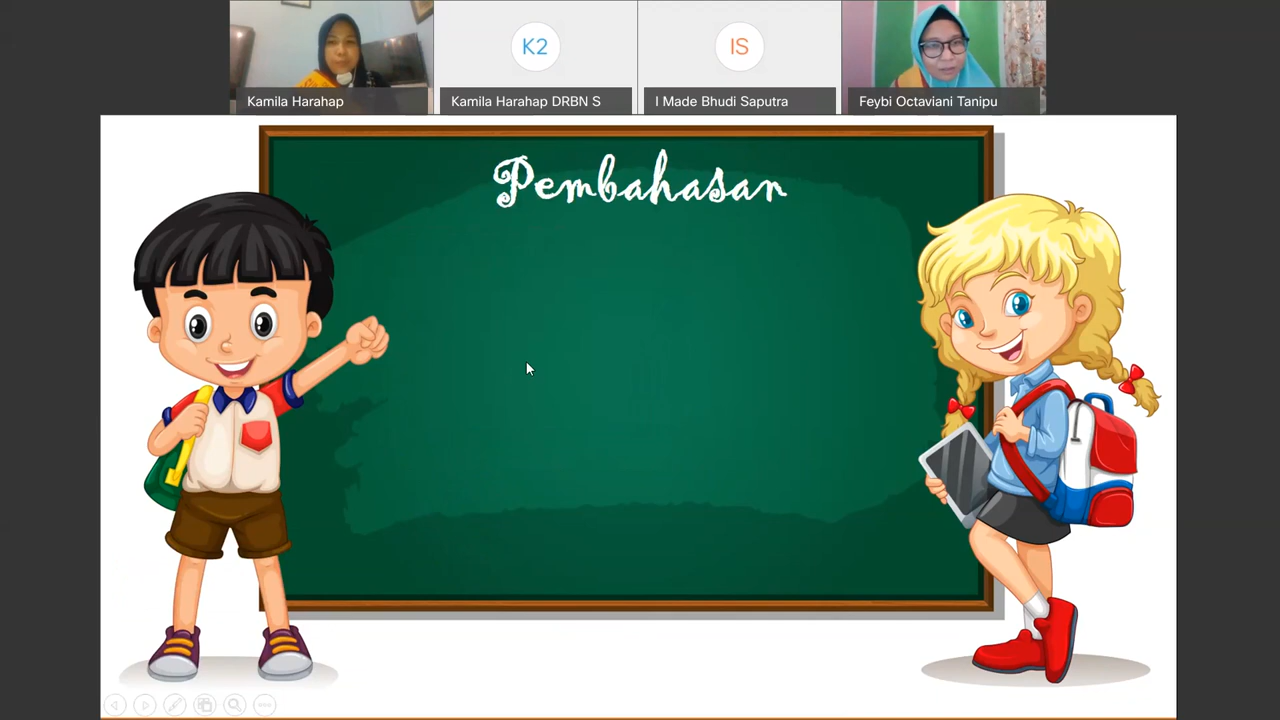 K2
IS
Kamila Harahap
Kamila Harahap DRBN S
I Made Bhudi Saputra
Feybi Octaviani Tanipu
Pembahasan